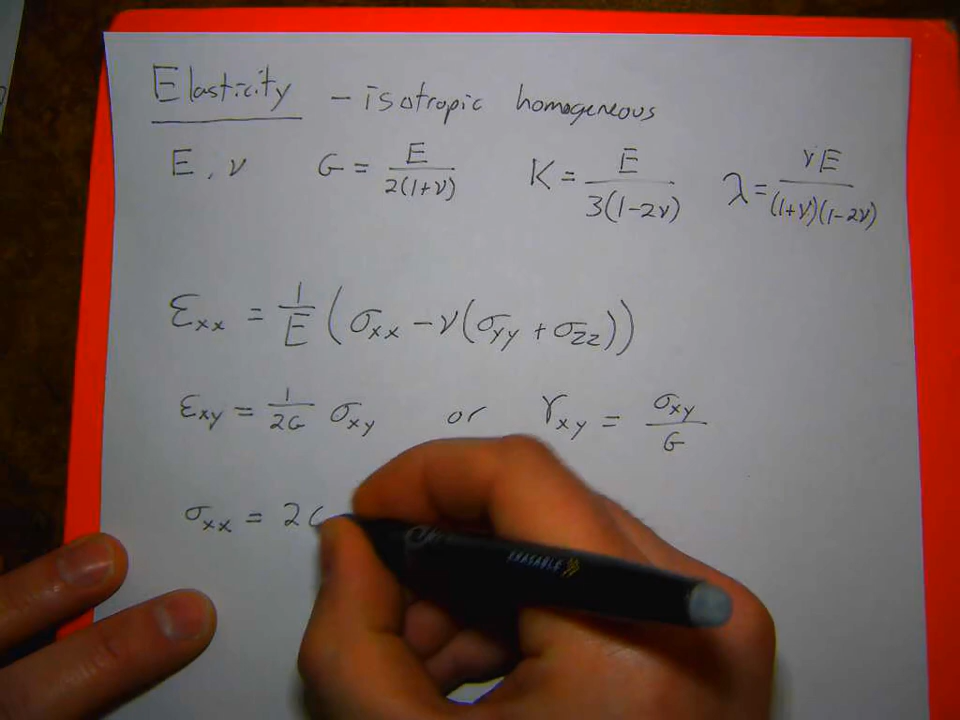 Elasticity - isotropic homogeneous
E, ν G = E / 2(1+ν) K = E / 3(1-2ν) λ = νE / (1+ν)(1-2ν)
εxx = 1/E (σxx - ν(σyy + σzz))
εxy = 1/2G σxy or γxy = σxy / G
σxx = 2G
ERASABLE